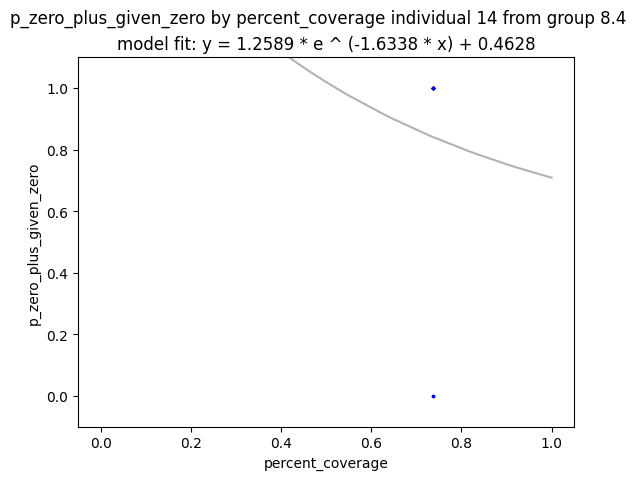 p_zero_plus_given_zero by percent_coverage individual 14 from group 8.4
model fit: y = 1.2589 * e ^ (-1.6338 * x) + 0.4628
1.0
0.8
0.6
0.4
0.2
0.0
p_zero_plus_given_zero
0.0 0.2 0.4 0.6 0.8 1.0
percent_coverage